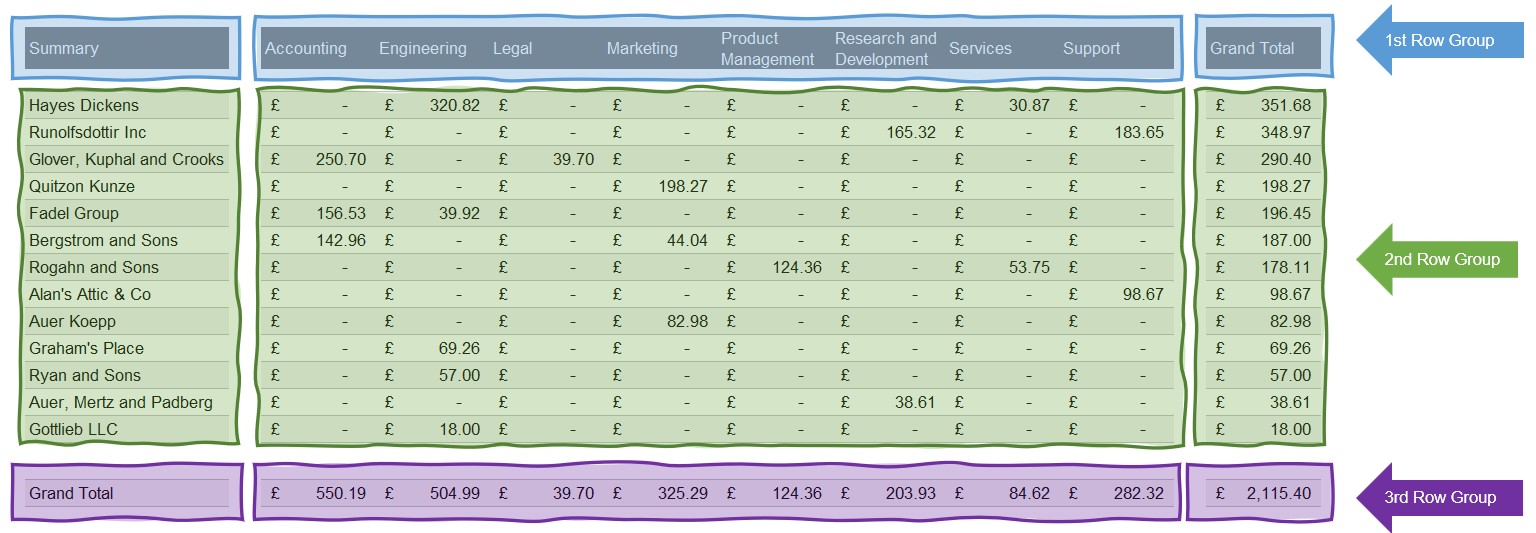 Summary Accounting Engineering Legal Marketing Product Management Research and Development Services Support Grand Total 1st Row Group
Hayes Dickens £ - £ 320.82 £ - £ - £ - £ - £ 30.87 £ - £ 351.68
Runolfsdottir Inc £ - £ - £ - £ - £ - £ 165.32 £ - £ 183.65 £ 348.97
Glover, Kuphal and Crooks £ 250.70 £ - £ 39.70 £ - £ - £ - £ - £ - £ 290.40
Quitzon Kunze £ - £ - £ - £ 198.27 £ - £ - £ - £ - £ 198.27
Fadel Group £ 156.53 £ 39.92 £ - £ - £ - £ - £ - £ - £ 196.45
Bergstrom and Sons £ 142.96 £ - £ - £ 44.04 £ - £ - £ - £ - £ 187.00
Rogahn and Sons £ - £ - £ - £ - £ 124.36 £ - £ 53.75 £ - £ 178.11 2nd Row Group
Alan's Attic & Co £ - £ - £ - £ - £ - £ - £ - £ 98.67 £ 98.67
Auer Koepp £ - £ - £ - £ 82.98 £ - £ - £ - £ - £ 82.98
Graham's Place £ - £ 69.26 £ - £ - £ - £ - £ - £ - £ 69.26
Ryan and Sons £ - £ 57.00 £ - £ - £ - £ - £ - £ - £ 57.00
Auer, Mertz and Padberg £ - £ - £ - £ - £ - £ 38.61 £ - £ - £ 38.61
Gottlieb LLC £ - £ 18.00 £ - £ - £ - £ - £ - £ - £ 18.00
Grand Total £ 550.19 £ 504.99 £ 39.70 £ 325.29 £ 124.36 £ 203.93 £ 84.62 £ 282.32 £ 2,115.40 3rd Row Group